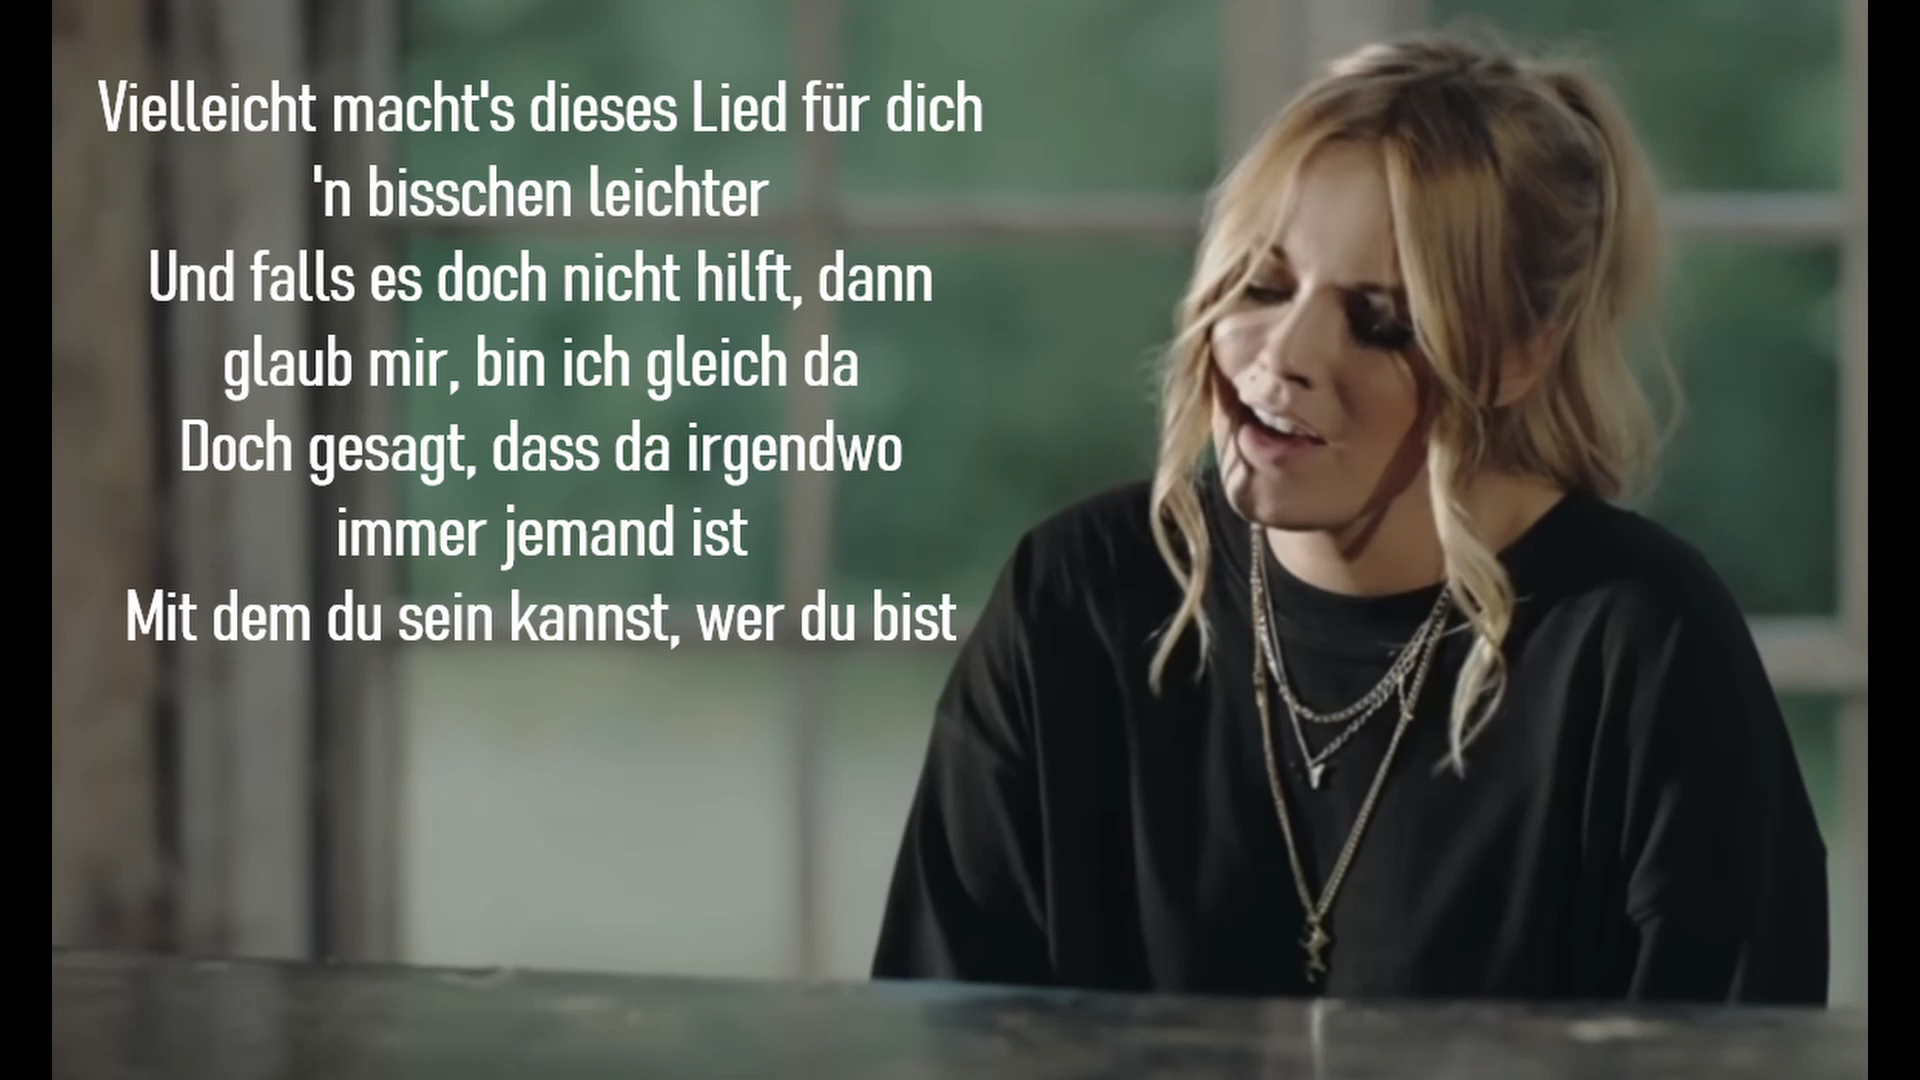 Vielleicht macht's dieses Lied für dich
'n bisschen leichter
Und falls es doch nicht hilft, dann
glaub mir, bin ich gleich da
Doch gesagt, dass da irgendwo
immer jemand ist
Mit dem du sein kannst, wer du bist